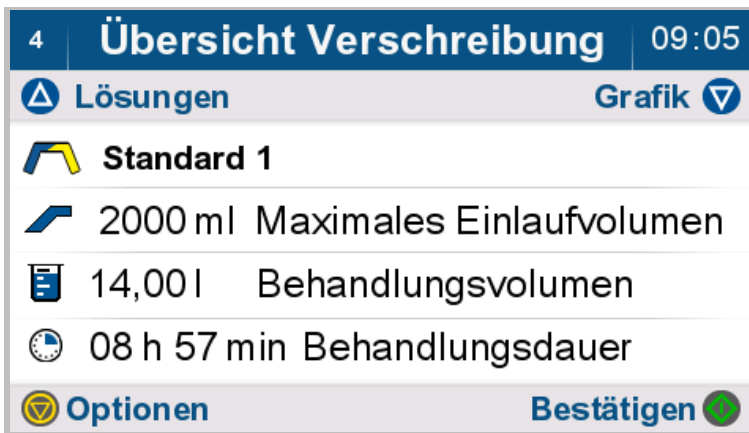 4 Übersicht Verschreibung 09:05
Lösungen Grafik
Standard 1
2000 ml Maximales Einlaufvolumen
14,00 l Behandlungsvolumen
08 h 57 min Behandlungsdauer
Optionen Bestätigen